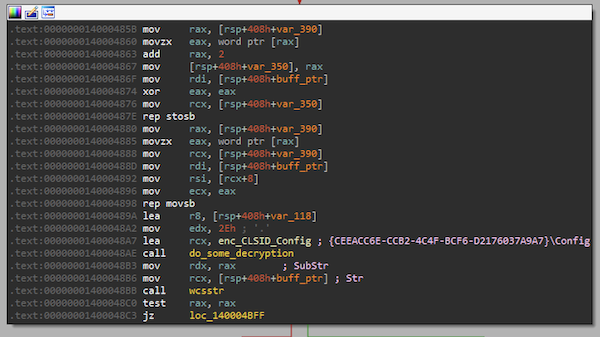 .text:000000014000485B mov rax, [rsp+408h+var_390]
.text:0000000140004860 movzx eax, word ptr [rax]
.text:0000000140004863 add rax, 2
.text:0000000140004867 mov [rsp+408h+var_350], rax
.text:000000014000486F mov rdi, [rsp+408h+buff_ptr]
.text:0000000140004874 xor eax, eax
.text:0000000140004876 mov rcx, [rsp+408h+var_350]
.text:000000014000487E rep stosb
.text:0000000140004880 mov rax, [rsp+408h+var_390]
.text:0000000140004885 movzx eax, word ptr [rax]
.text:0000000140004888 mov rcx, [rsp+408h+var_390]
.text:000000014000488D mov rdi, [rsp+408h+buff_ptr]
.text:0000000140004892 mov rsi, [rcx+8]
.text:0000000140004896 mov ecx, eax
.text:0000000140004898 rep movsb
.text:000000014000489A lea r8, [rsp+408h+var_118]
.text:00000001400048A2 mov edx, 2Eh ; '.'
.text:00000001400048A7 lea rcx, enc_CLSID_Config ; {CEEACC6E-CCB2-4C4F-BCF6-D2176037A9A7}\Config
.text:00000001400048AE call do_some_decryption
.text:00000001400048B3 mov rdx, rax ; SubStr
.text:00000001400048B6 mov rcx, [rsp+408h+buff_ptr] ; Str
.text:00000001400048BB call wcsstr
.text:00000001400048C0 test rax, rax
.text:00000001400048C3 jz loc_140004BFF